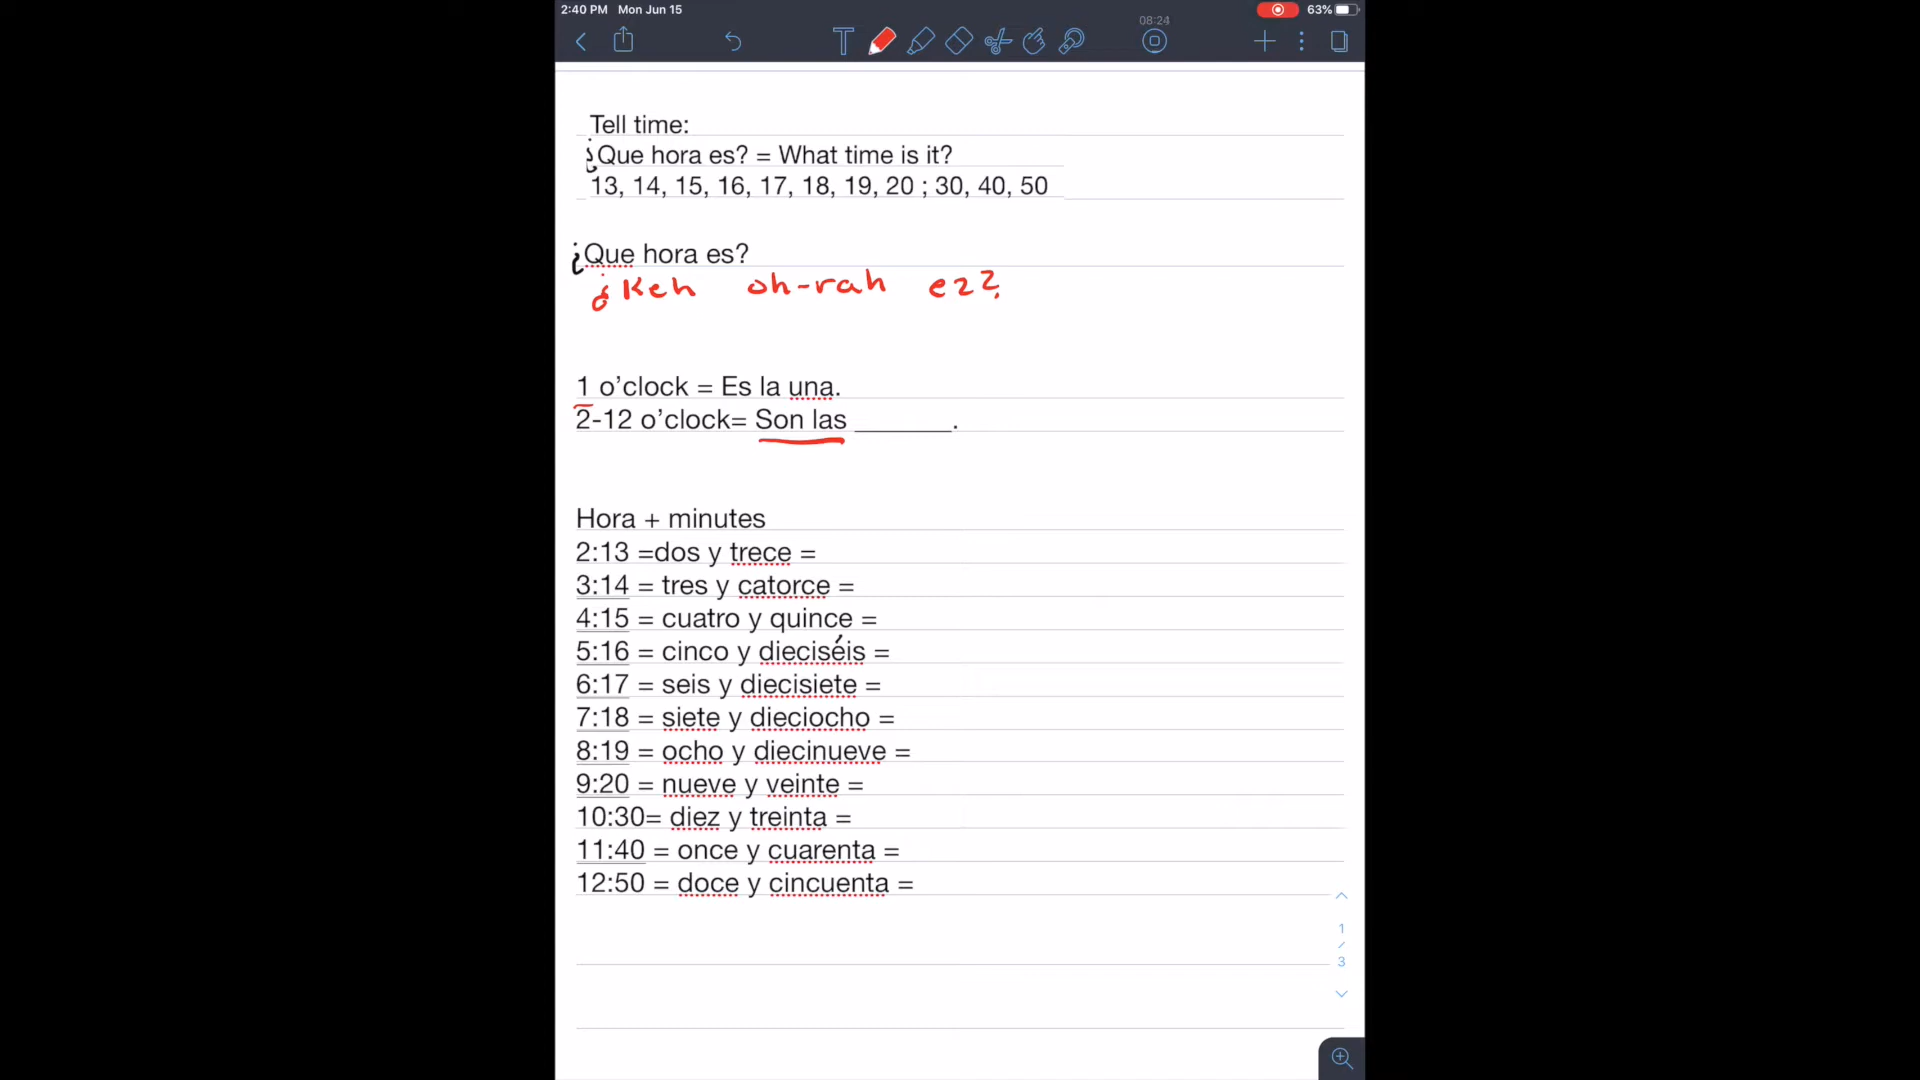 2:40 PM Mon Jun 15
63%
08:24
T
Tell time:
¿Que hora es? = What time is it?
13, 14, 15, 16, 17, 18, 19, 20 ; 30, 40, 50
¿Que hora es?
¿Keh oh-rah ez?
1 o'clock = Es la una.
2-12 o'clock= Son las _______.
Hora + minutes
2:13 =dos y trece =
3:14 = tres y catorce =
4:15 = cuatro y quince =
5:16 = cinco y dieciséis =
6:17 = seis y diecisiete =
7:18 = siete y dieciocho =
8:19 = ocho y diecinueve =
9:20 = nueve y veinte =
10:30= diez y treinta =
11:40 = once y cuarenta =
12:50 = doce y cincuenta =
1
/
3